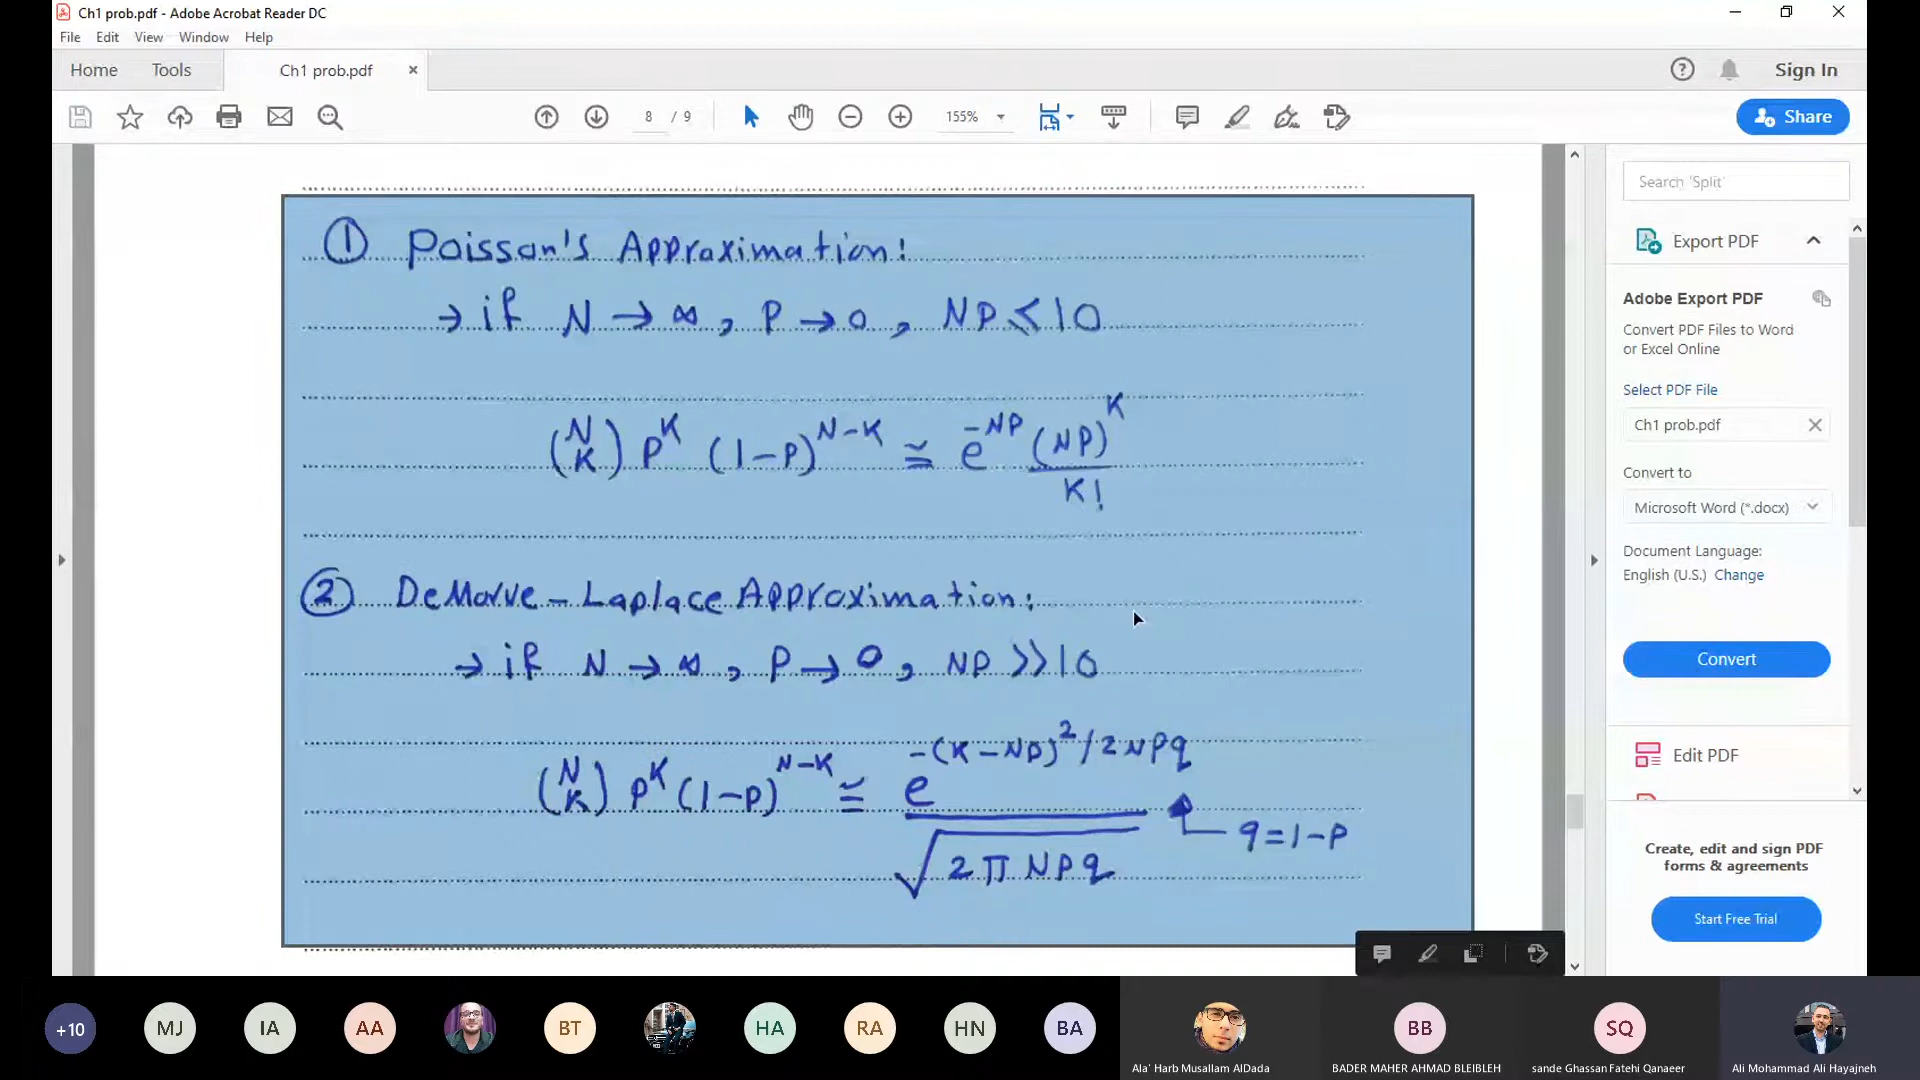 Ch1 prob.pdf - Adobe Acrobat Reader DC
File Edit View Window Help
Home Tools Ch1 prob.pdf × Sign In
8 / 9 155% Share
① Poisson's Approximation:
→ if N → ∞, P → 0, NP ≤ 10
(N K) P^K (1-P)^N-K ≅ e^-NP (NP)^K / K!
② DeMorve - Laplace Approximation:
→ if N → ∞, P → 0, NP >> 10
(N K) P^K (1-P)^N-K ≅ e^-(K-NP)^2/2NPq / √2πNPq
q=1-P
Search 'Split'
Export PDF
Adobe Export PDF
Convert PDF Files to Word
or Excel Online
Select PDF File
Ch1 prob.pdf ×
Convert to
Microsoft Word (*.docx)
Document Language:
English (U.S.) Change
Convert
Edit PDF
Create, edit and sign PDF
forms & agreements
Start Free Trial
+10 MJ IA AA BT HA RA HN BA BB SQ
Ala' Harb Musallam AlDada
BADER MAHER AHMAD BLEIBLEH
sande Ghassan Fatehi Qanaeer
Ali Mohammad Ali Hayajneh